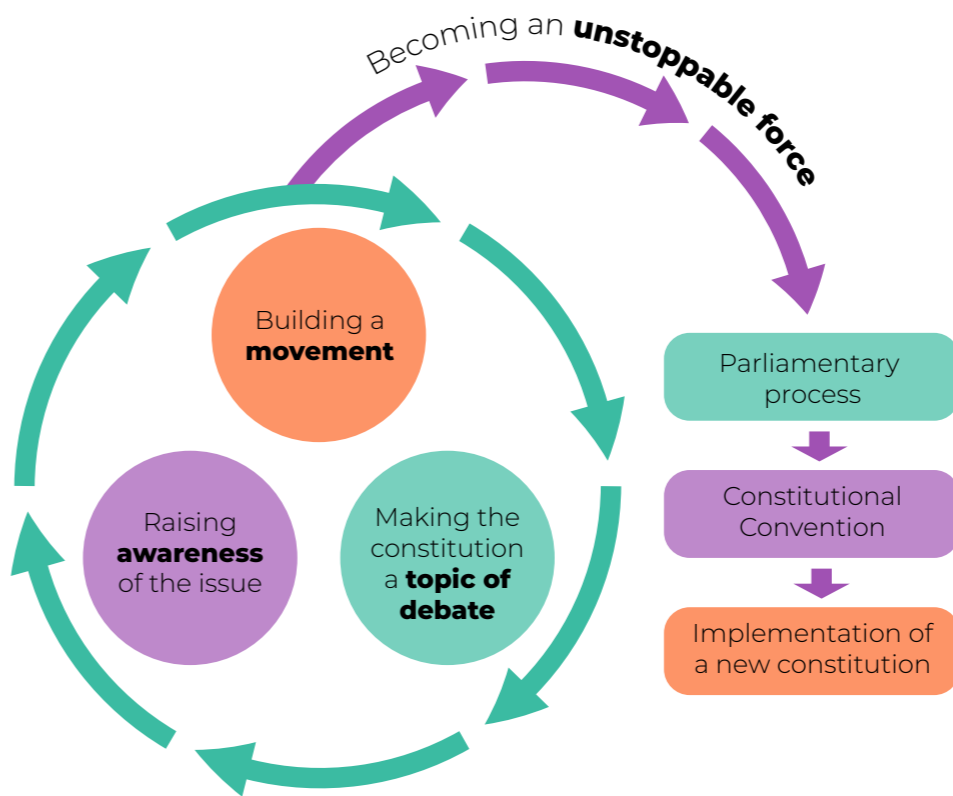 Becoming an unstoppable force
Building a
movement
Raising
awareness
of the issue
Making the
constitution
a topic of
debate
Parliamentary
process
Constitutional
Convention
Implementation of
a new constitution